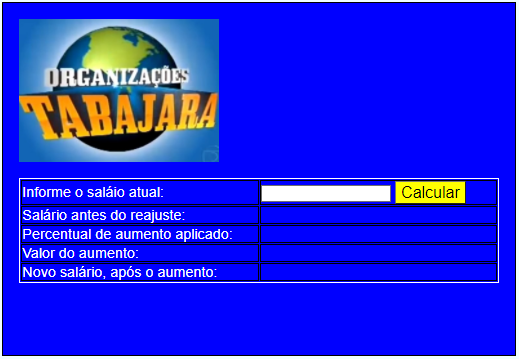 ORGANIZAÇÕES
TABAJARA
Informe o saláio atual:
Calcular
Salário antes do reajuste:
Percentual de aumento aplicado:
Valor do aumento:
Novo salário, após o aumento: